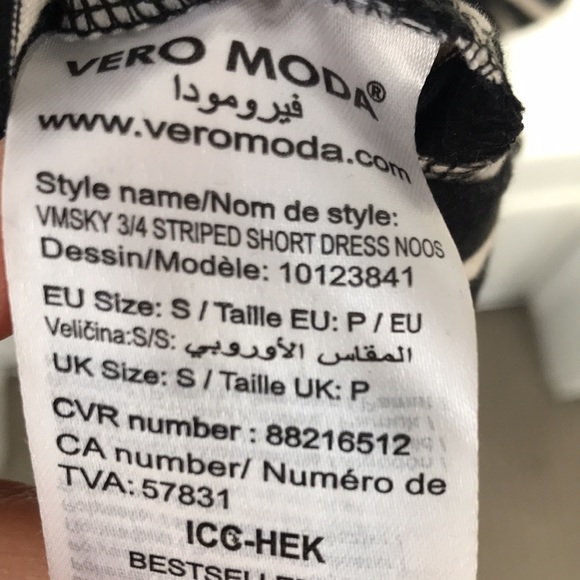 VERO MODA®
فيرومودا
www.veromoda.com
Style name/Nom de style:
VMSKY 3/4 STRIPED SHORT DRESS NOOS
Dessin/Modèle: 10123841
EU Size: S / Taille EU: P / EU
Veličina:S/S: المقاس الأوروبي
UK Size: S / Taille UK: P
CVR number : 88216512
CA number/ Numéro de
TVA: 57831
ICC-HEK